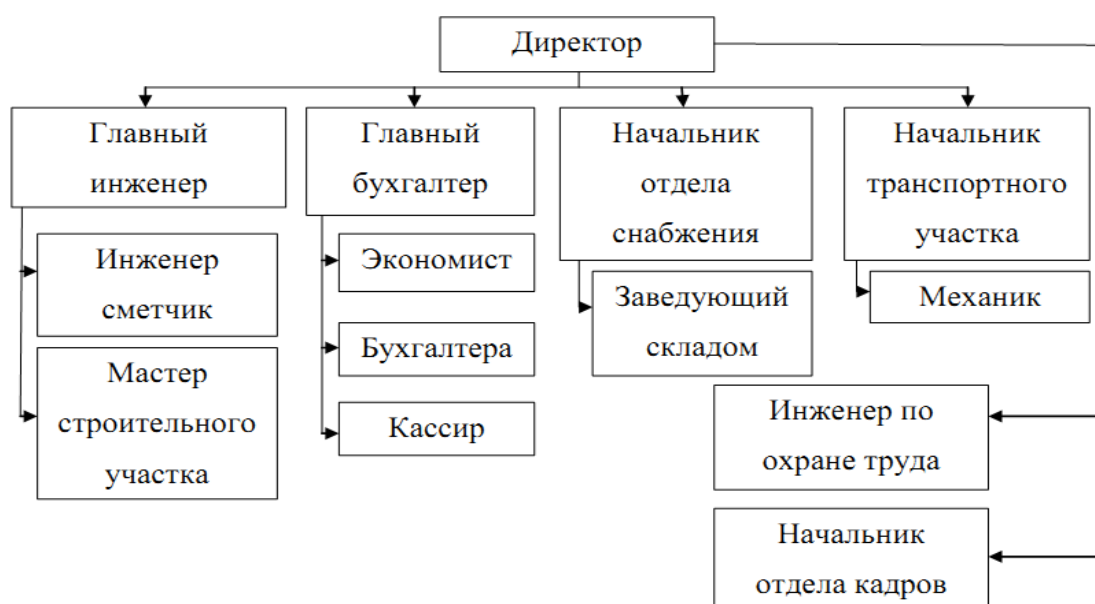 Директор
Главный
инженер
Инженер
сметчик
Мастер
строительного
участка
Главный
бухгалтер
Экономист
Бухгалтера
Кассир
Начальник
отдела
снабжения
Заведующий
складом
Начальник
транспортного
участка
Механик
Инженер по
охране труда
Начальник
отдела кадров